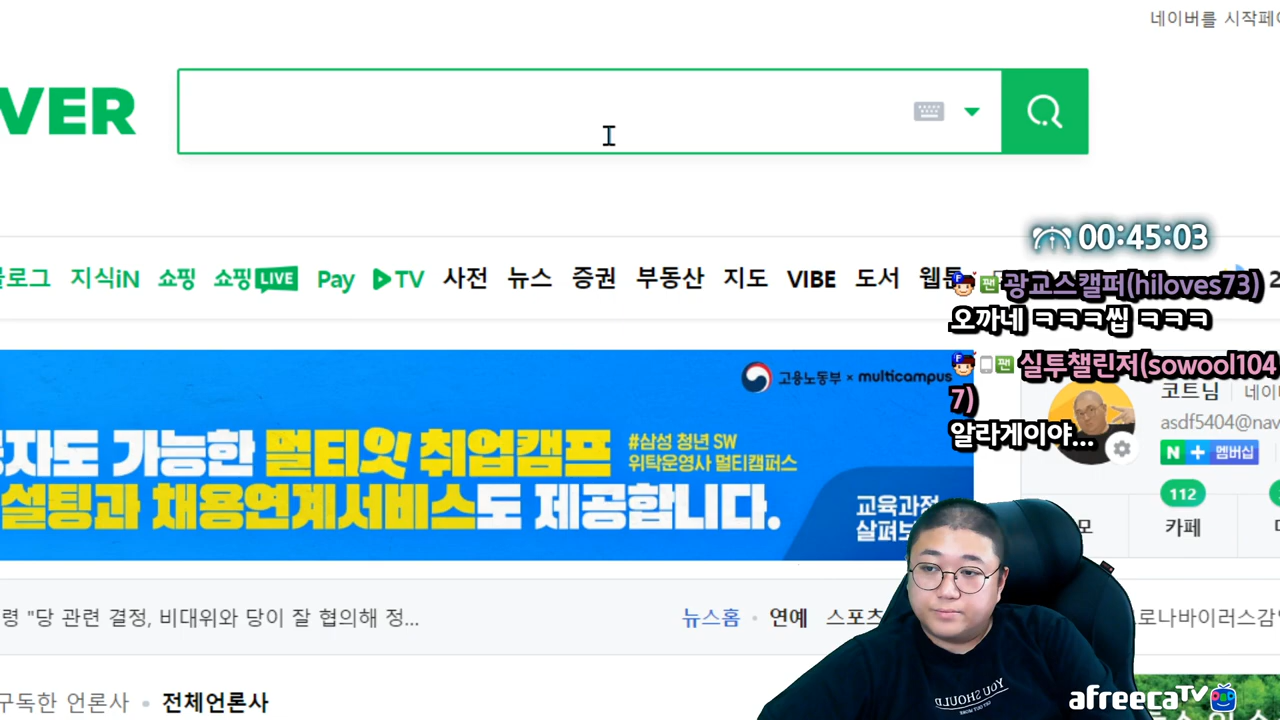 네이버를 시작페이
VER
00:45:03
블로그 지식iN 쇼핑 쇼핑LIVE Pay TV 사전 뉴스 증권 부동산 지도 VIBE 도서 웹툰
광교스캘퍼(hiloves73)
오까네 ㅋㅋㅋ씹 ㅋㅋㅋ
실투챌린저(sowool104
7)
알라게이야...
고용노동부 × multicampus
자도 가능한 멀티잇 취업캠프
#삼성 청년 SW
위탁운영사 멀티캠퍼스
설팅과 채용연계서비스도 제공합니다.
교육과정
살펴보
코트님
asdf5404@nav
N + 멤버십
112
카페
령 "당 관련 결정, 비대위와 당이 잘 협의해 정...
뉴스홈 · 연예 스포츠
로나바이러스감
구독한 언론사 · 전체언론사
YOU SHOULD
afreecaTV